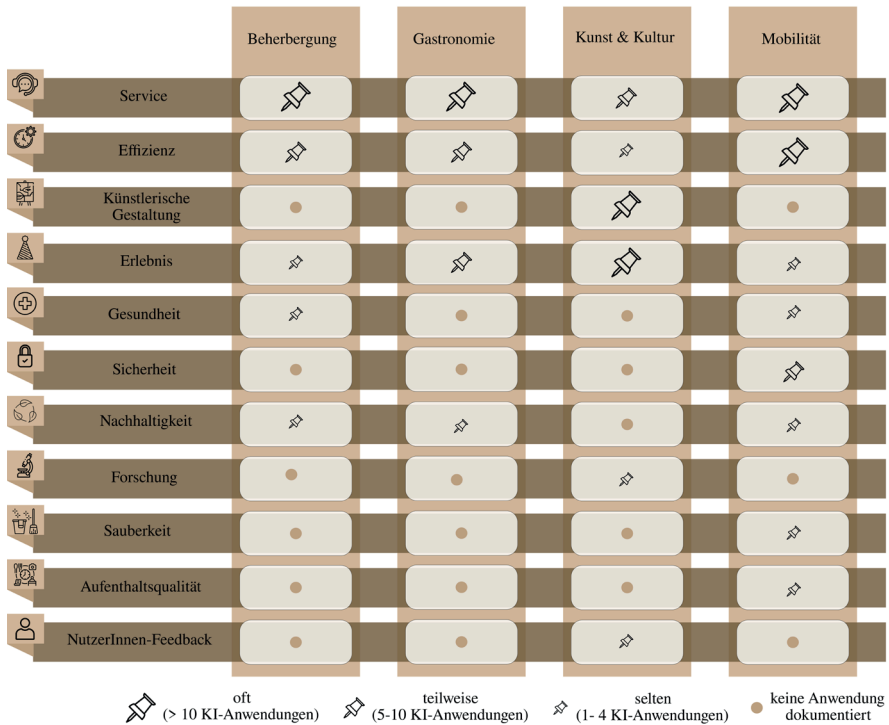 Beherbergung
Gastronomie
Kunst & Kultur
Mobilität
Service
Effizienz
Künstlerische
Gestaltung
Erlebnis
Gesundheit
Sicherheit
Nachhaltigkeit
Forschung
Sauberkeit
Aufenthaltsqualität
NutzerInnen-Feedback
oft
(> 10 KI-Anwendungen)
teilweise
(5-10 KI-Anwendungen)
selten
(1- 4 KI-Anwendungen)
keine Anwendung
dokumentiert